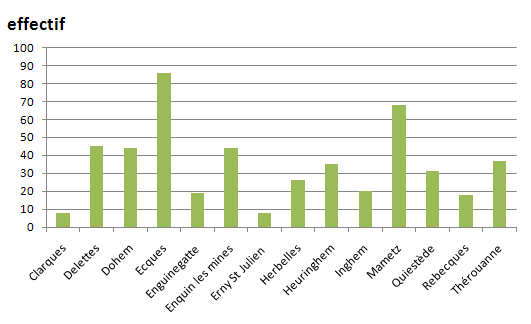 effectif
100
90
80
70
60
50
40
30
20
10
0
Clarques
Delettes
Dohem
Ecques
Enguinegatte
Enquin les mines
Erny St Julien
Herbelles
Heuringhem
Inghem
Mametz
Quiestède
Rebecques
Thérouanne